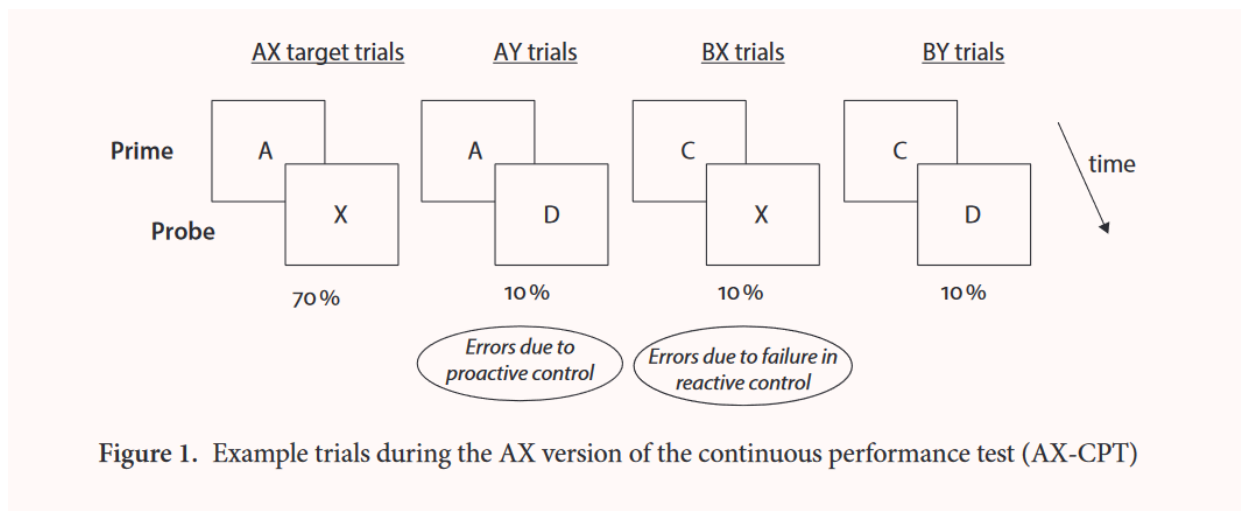 AX target trials AY trials BX trials BY trials
Prime A A C C time
Probe X D X D
70% 10% 10% 10%
Errors due to proactive control
Errors due to failure in reactive control
Figure 1. Example trials during the AX version of the continuous performance test (AX-CPT)